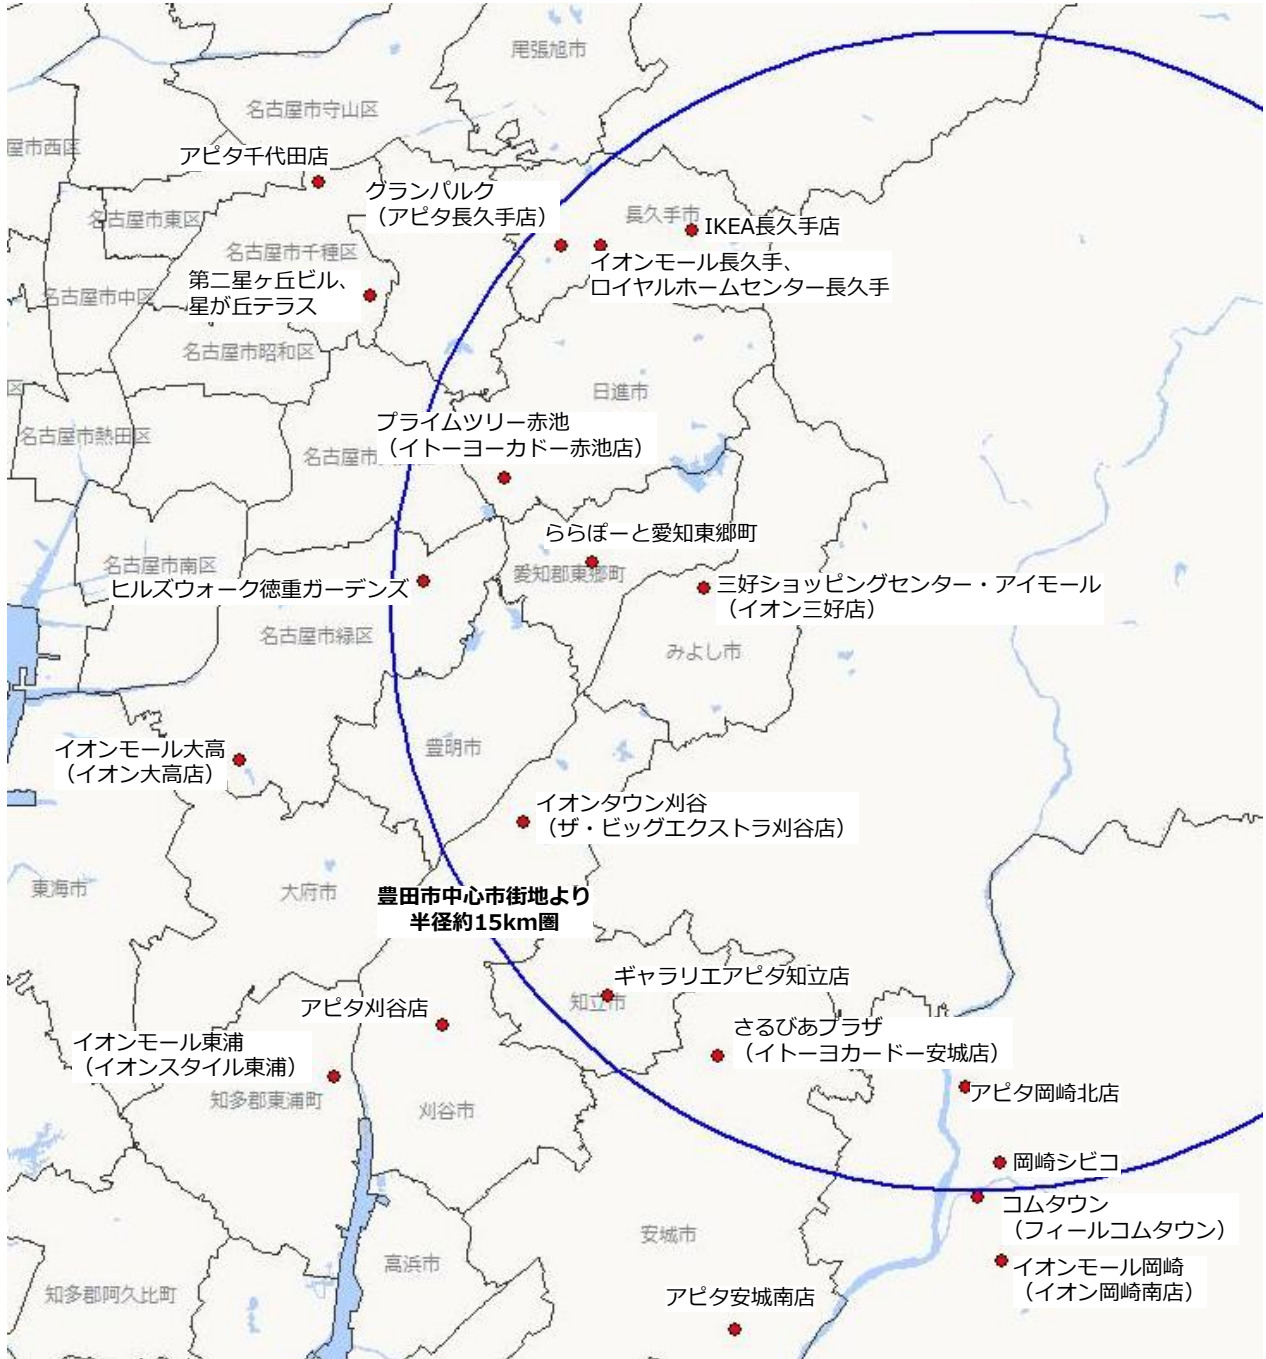 尾張旭市
名古屋市守山区
屋市西区
アピタ千代田店
グランパルク
（アピタ長久手店）
長久手市
IKEA長久手店
名古屋市東区
名古屋市千種区
イオンモール長久手、
ロイヤルホームセンター長久手
第二星ヶ丘ビル、
星が丘テラス
名古屋市中区
名古屋市昭和区
区
日進市
プライムツリー赤池
（イトーヨーカドー赤池店）
名古屋市熱田区
名古屋市
ららぽーと愛知東郷町
名古屋市南区
愛知郡東郷町
ヒルズウォーク徳重ガーデンズ
三好ショッピングセンター・アイモール
（イオン三好店）
名古屋市緑区
みよし市
イオンモール大高
（イオン大高店）
豊明市
イオンタウン刈谷
（ザ・ビッグエクストラ刈谷店）
東海市
大府市
豊田市中心市街地より
半径約15km圏
ギャラリエアピタ知立店
知立市
アピタ刈谷店
さるびあプラザ
（イトーヨカードー安城店）
イオンモール東浦
（イオンスタイル東浦）
知多郡東浦町
刈谷市
アピタ岡崎北店
岡崎シビコ
コムタウン
（フィールコムタウン）
安城市
高浜市
イオンモール岡崎
（イオン岡崎南店）
知多郡阿久比町
アピタ安城南店